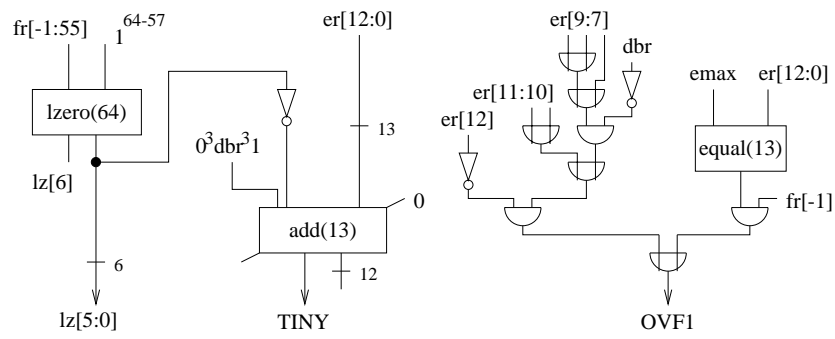 fr[-1:55]
1^64-57
er[12:0]
er[9:7]
dbr
emax
er[12:0]
lzero(64)
er[11:10]
er[12]
13
0^3dbr^31
equal(13)
lz[6]
0
fr[-1]
add(13)
6
12
lz[5:0]
TINY
OVF1